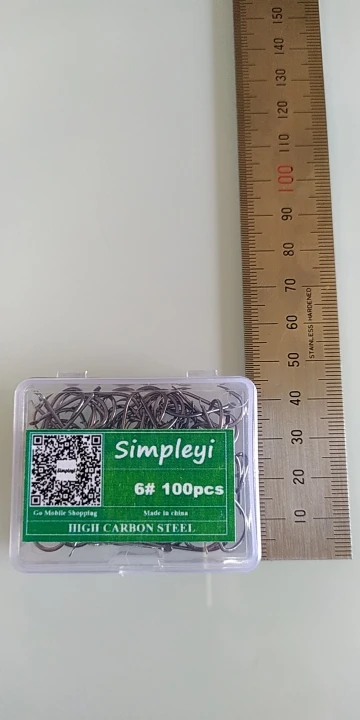 150
140
130
120
110
100
90
80
70
60
50
40
30
20
10
STAINLESS HARDENED
Simpleyi
Simpleyi
6# 100pcs
Go Mobile Shopping
Made in china
HIGH CARBON STEEL